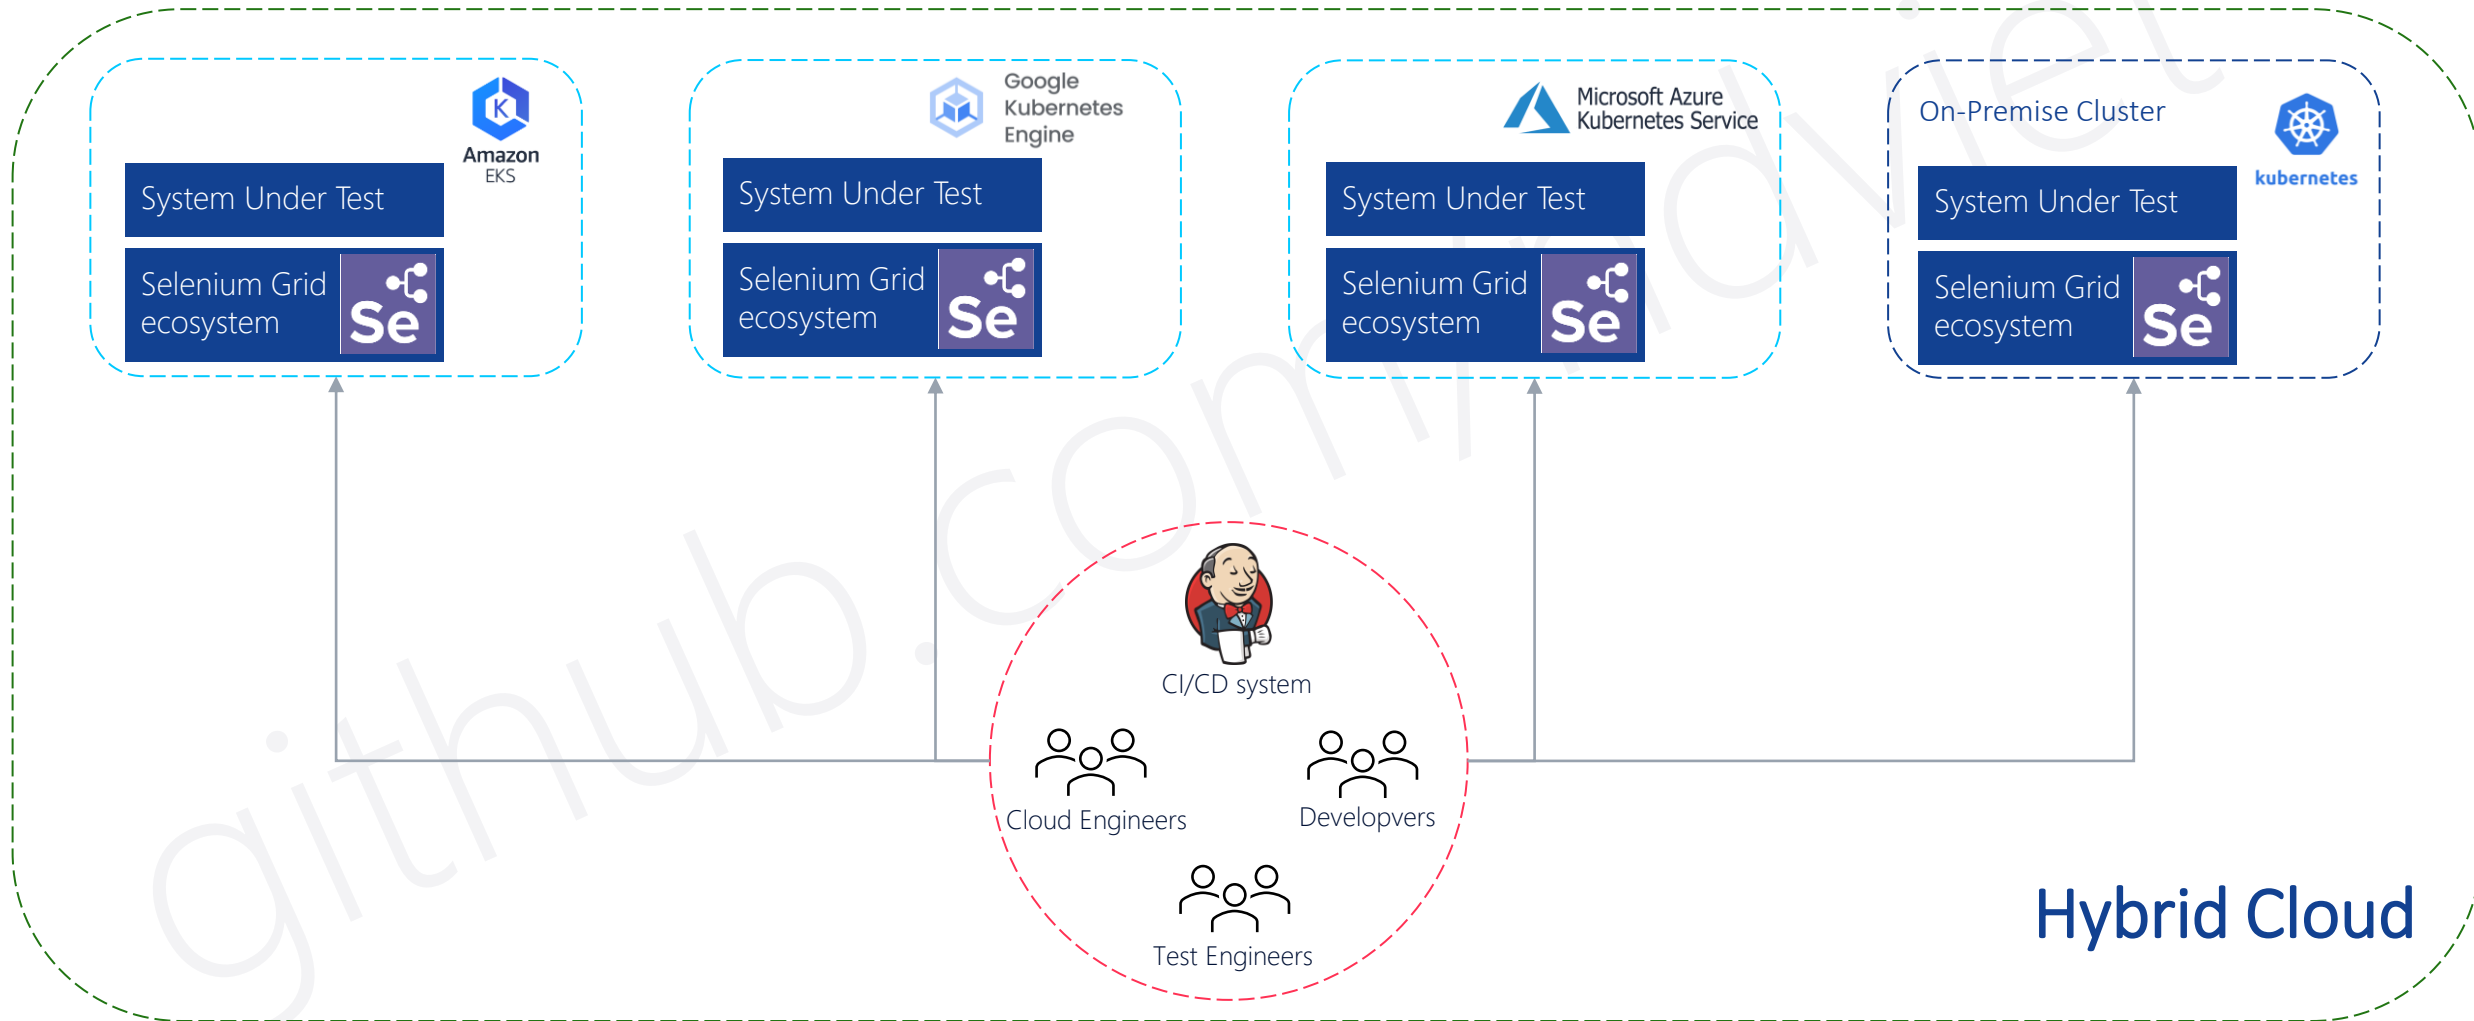 Amazon
EKS
System Under Test
Selenium Grid
ecosystem
Se
Google
Kubernetes
Engine
System Under Test
Selenium Grid
ecosystem
Se
Microsoft Azure
Kubernetes Service
System Under Test
Selenium Grid
ecosystem
Se
On-Premise Cluster
kubernetes
System Under Test
Selenium Grid
ecosystem
Se
CI/CD system
Cloud Engineers
Developvers
Test Engineers
Hybrid Cloud
github.com/ndviet
K